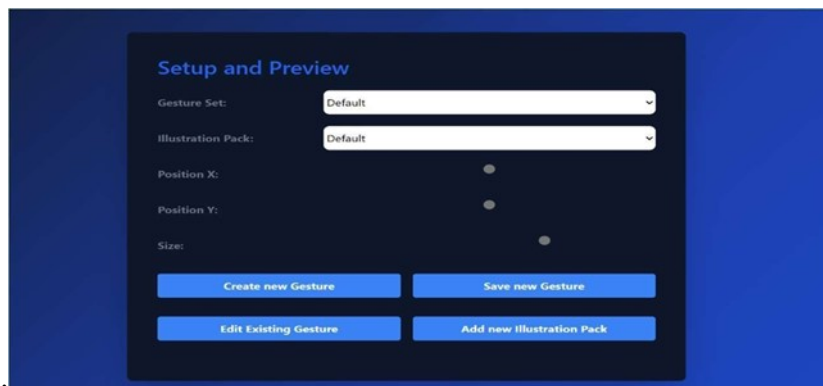 Setup and Preview
Gesture Set: Default
Illustration Pack: Default
Position X:
Position Y:
Size:
Create new Gesture Save new Gesture
Edit Existing Gesture Add new Illustration Pack